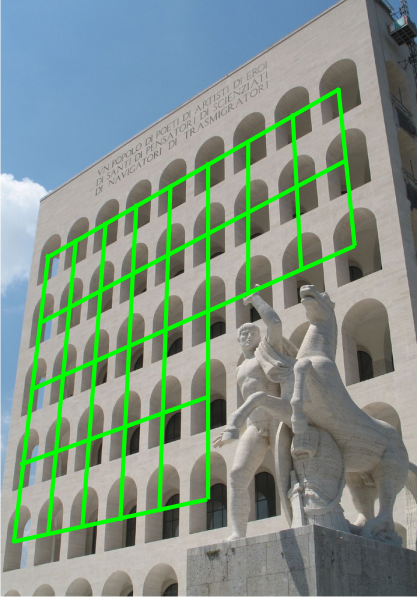 VN POPOLO DI POETI DI ARTISTI DI EROI
DI SANTI DI PENSATORI DI SCIENZIATI
DI NAVIGATORI DI TRASMIGRATORI